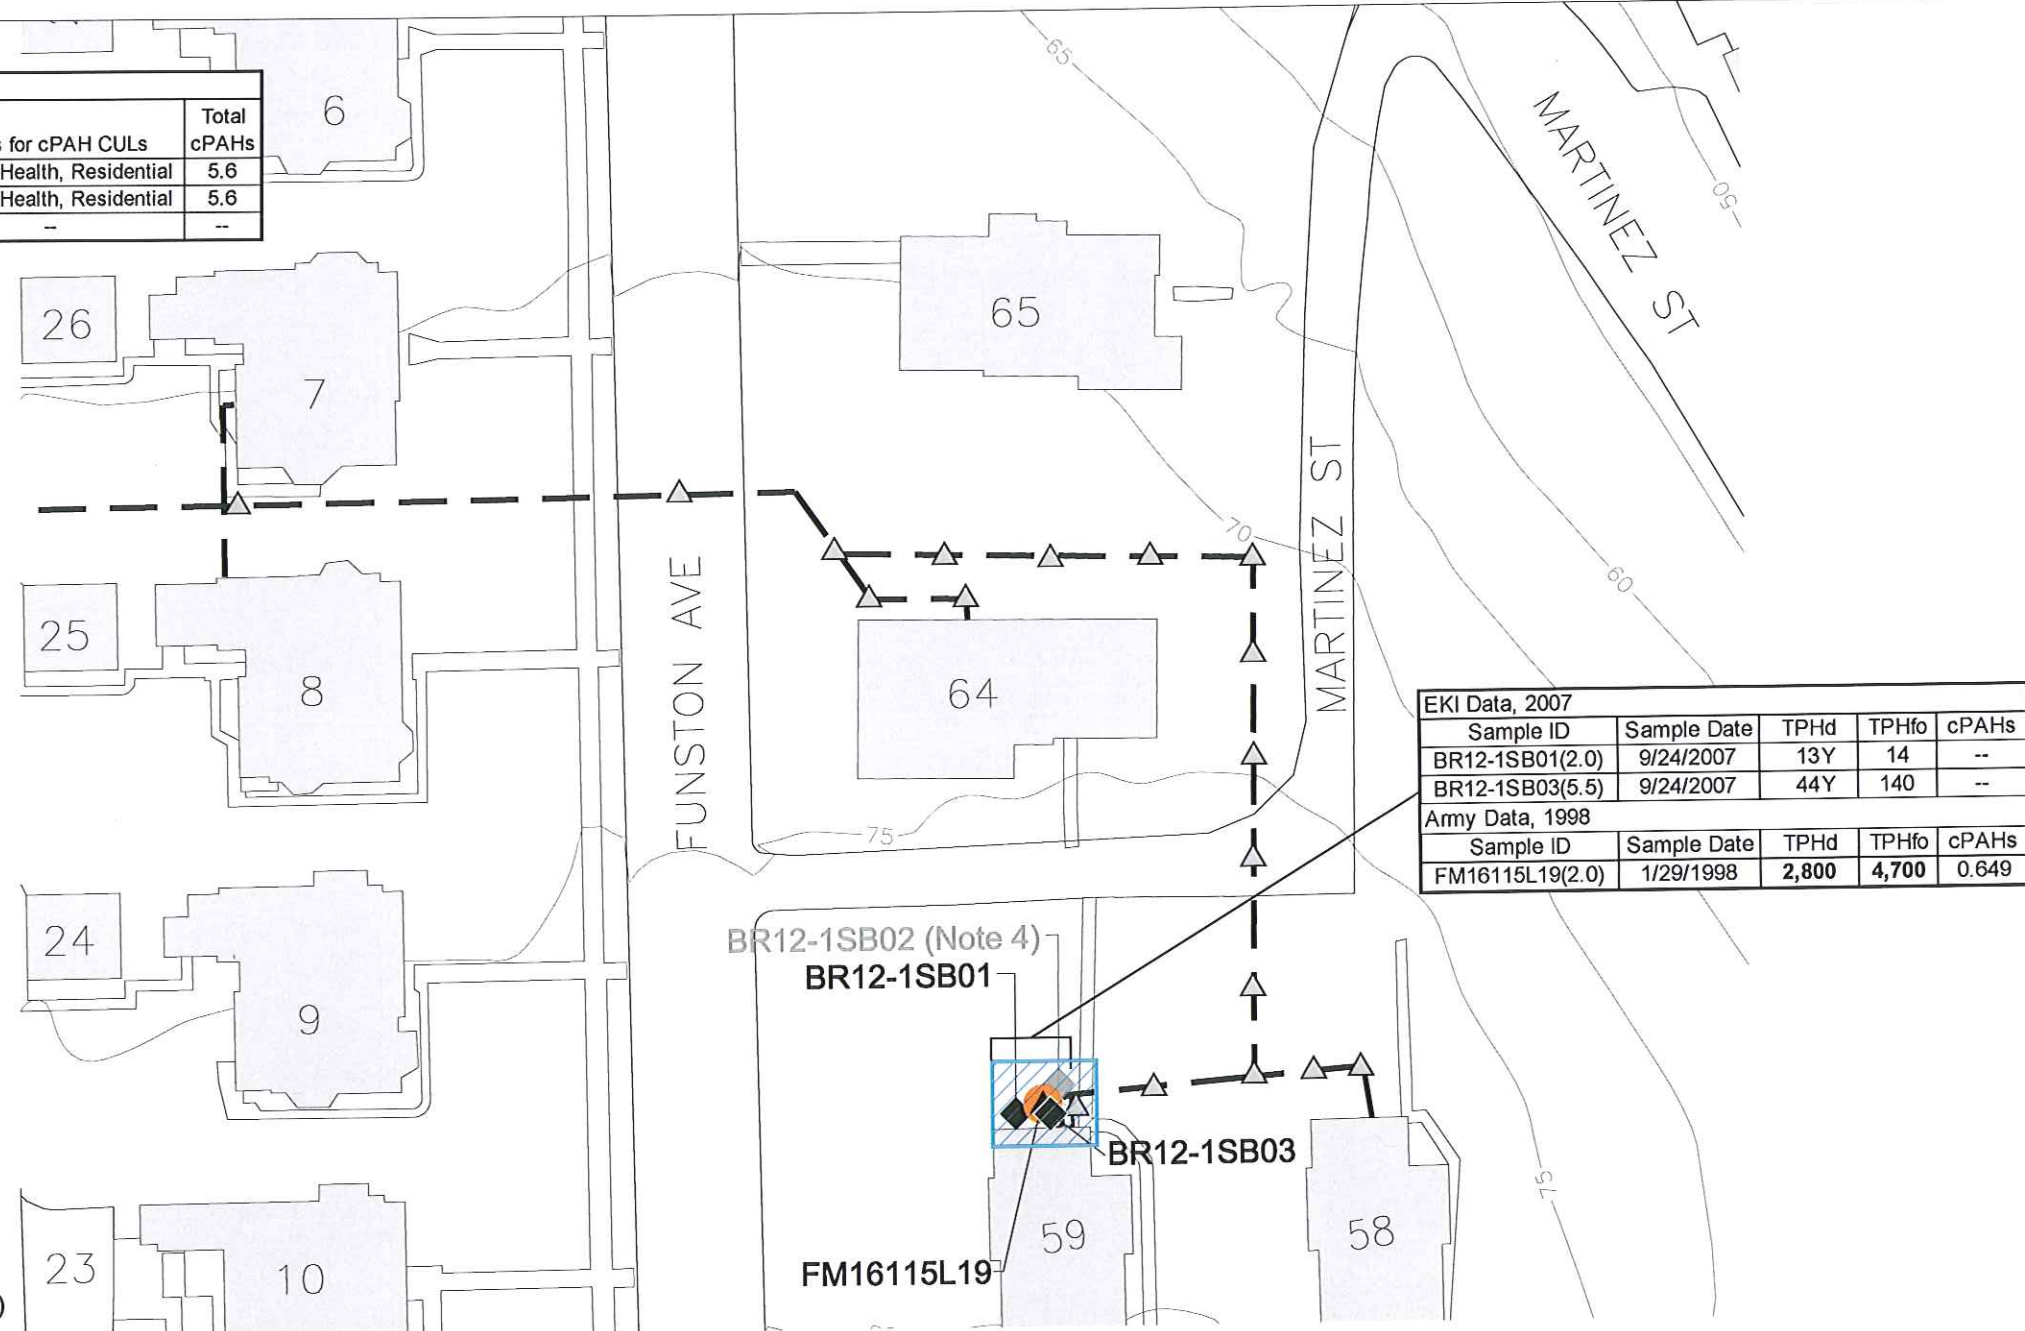 6
65
MARTINEZ ST
50
Total
s for cPAH CULs cPAHs
Health, Residential 5.6
Health, Residential 5.6
-- --
26
7
65
MARTINEZ ST
70
60
25
8
FUNSTON AVE
64
75
EKI Data, 2007
Sample ID Sample Date TPHd TPHfo cPAHs
BR12-1SB01(2.0) 9/24/2007 13Y 14 --
BR12-1SB03(5.5) 9/24/2007 44Y 140 --
Army Data, 1998
Sample ID Sample Date TPHd TPHfo cPAHs
FM16115L19(2.0) 1/29/1998 2,800 4,700 0.649
24
9
BR12-1SB02 (Note 4)
BR12-1SB01
BR12-1SB03
75
23
10
FM16115L19
59
58
)